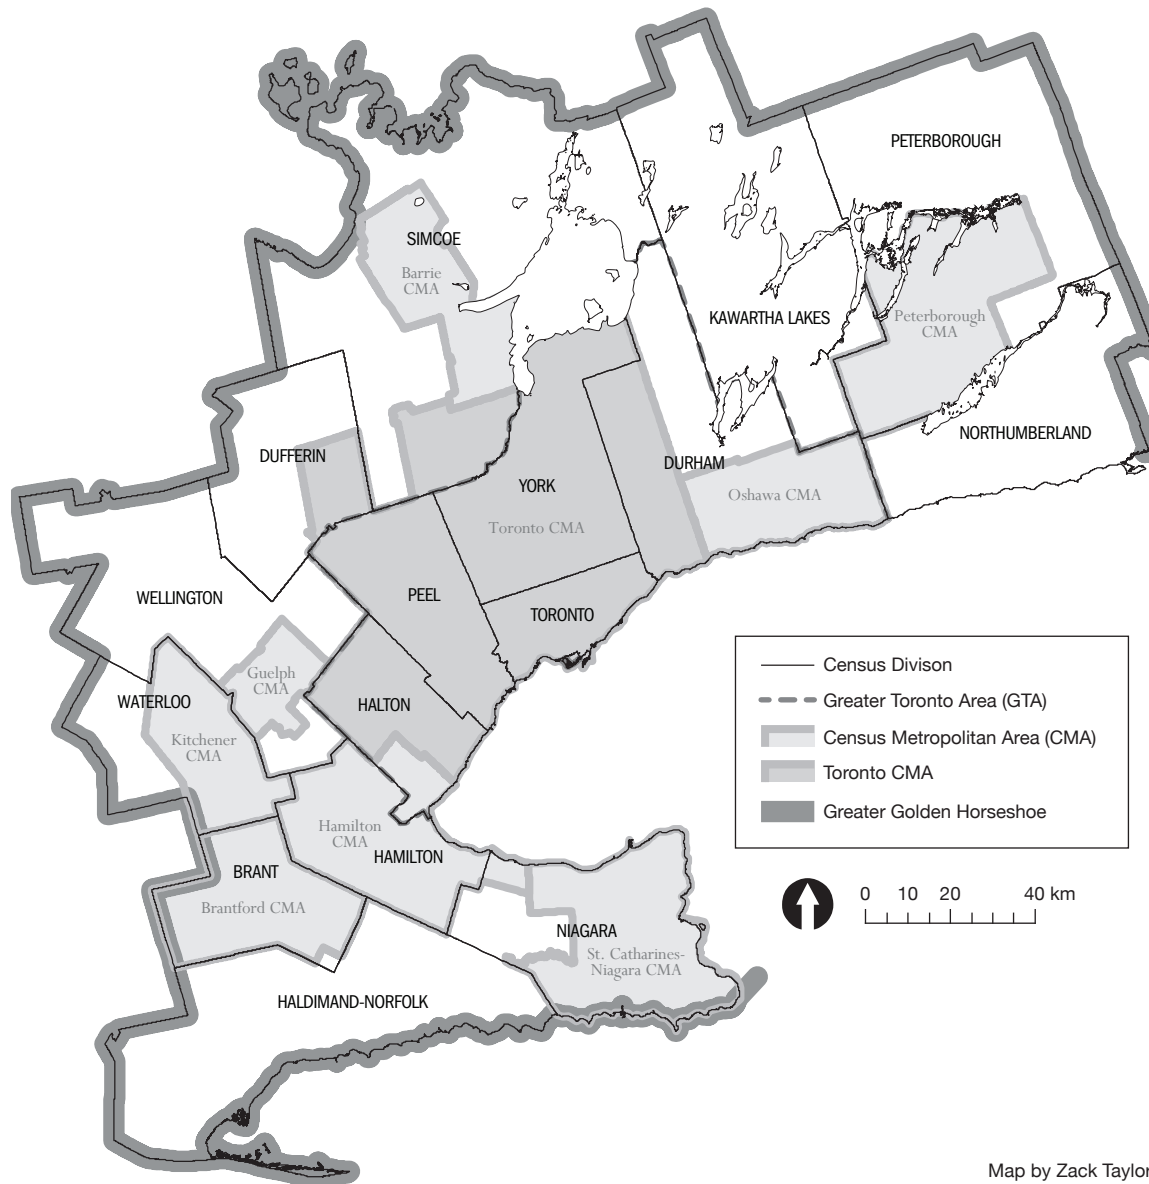 PETERBOROUGH
SIMCOE
Barrie
CMA
KAWARTHA LAKES
Peterborough
CMA
NORTHUMBERLAND
DUFFERIN
DURHAM
YORK
Oshawa CMA
Toronto CMA
WELLINGTON
PEEL
TORONTO
Guelph
CMA
WATERLOO
HALTON
Kitchener
CMA
Hamilton
CMA
HAMILTON
BRANT
Brantford CMA
NIAGARA
St. Catharines-
Niagara CMA
HALDIMAND-NORFOLK
Census Divison
Greater Toronto Area (GTA)
Census Metropolitan Area (CMA)
Toronto CMA
Greater Golden Horseshoe
0 10 20 40 km
Map by Zack Taylor